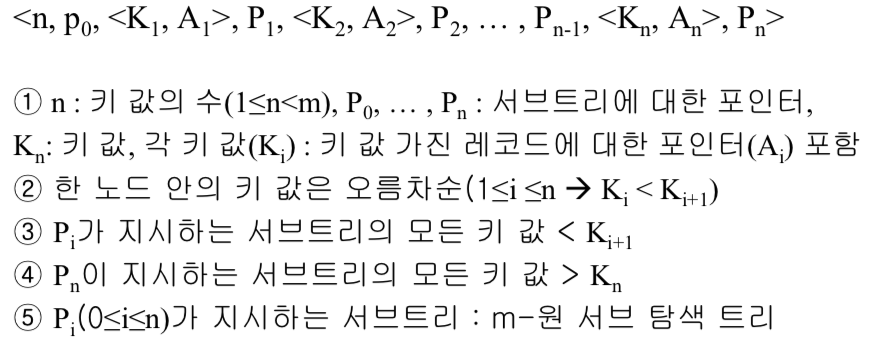 <n, p₀, <K₁, A₁>, P₁, <K₂, A₂>, P₂, … , Pₙ₋₁, <Kₙ, Aₙ>, Pₙ>
① n : 키 값의 수(1≤n<m), P₀, … , Pₙ : 서브트리에 대한 포인터,
Kₙ: 키 값, 각 키 값(Kᵢ) : 키 값 가진 레코드에 대한 포인터(Aᵢ) 포함
② 한 노드 안의 키 값은 오름차순(1≤i ≤n → Kᵢ < Kᵢ₊₁)
③ Pᵢ가 지시하는 서브트리의 모든 키 값 < Kᵢ₊₁
④ Pₙ이 지시하는 서브트리의 모든 키 값 > Kₙ
⑤ Pᵢ(0≤i≤n)가 지시하는 서브트리 : m-원 서브 탐색 트리